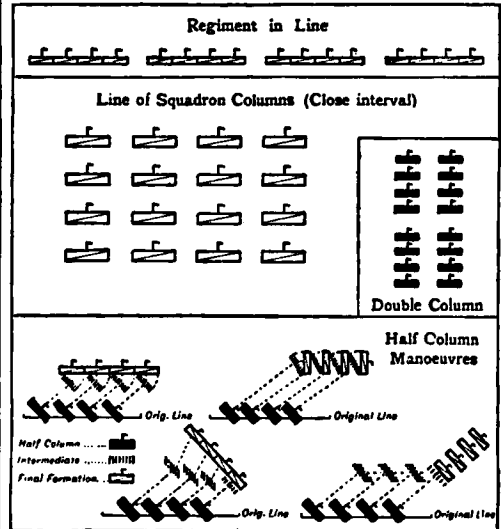 Regiment in Line
Line of Squadron Columns (Close interval)
Double Column
Half Column
Manoeuvres
Orig. Line
Original Line
Half Column .... ..
Intermediate ......
Final Formation. .
Orig. Line
Original Line